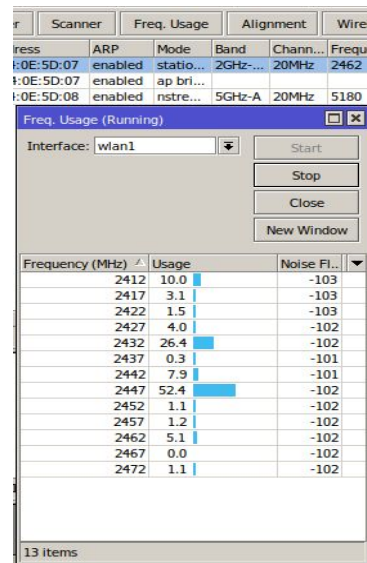 Scanner Freq. Usage Alignment Wire
ress ARP Mode Band Chann... Frequ
:0E:5D:07 enabled statio... 2GHz-... 20MHz 2462
:0E:5D:07 enabled ap bri...
:0E:5D:08 enabled nstre... 5GHz-A 20MHz 5180
Freq. Usage (Running)
Interface: wlan1 Start
Stop
Close
New Window
Frequency (MHz) Usage Noise Fl..
2412 10.0 -103
2417 3.1 -103
2422 1.5 -103
2427 4.0 -102
2432 26.4 -102
2437 0.3 -101
2442 7.9 -101
2447 52.4 -102
2452 1.1 -102
2457 1.2 -102
2462 5.1 -102
2467 0.0 -102
2472 1.1 -102
13 items